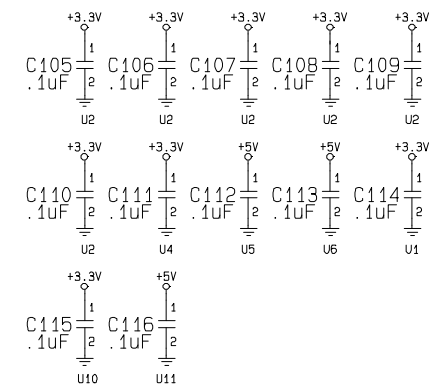 +3.3V +3.3V +3.3V +3.3V +3.3V
1 1 1 1 1
C105 C106 C107 C108 C109
.1uF .1uF .1uF .1uF .1uF
2 2 2 2 2
U2 U2 U2 U2 U2
+3.3V +3.3V +5V +5V +3.3V
1 1 1 1 1
C110 C111 C112 C113 C114
.1uF .1uF .1uF .1uF .1uF
2 2 2 2 2
U2 U4 U5 U6 U1
+3.3V +5V
1 1
C115 C116
.1uF .1uF
2 2
U10 U11